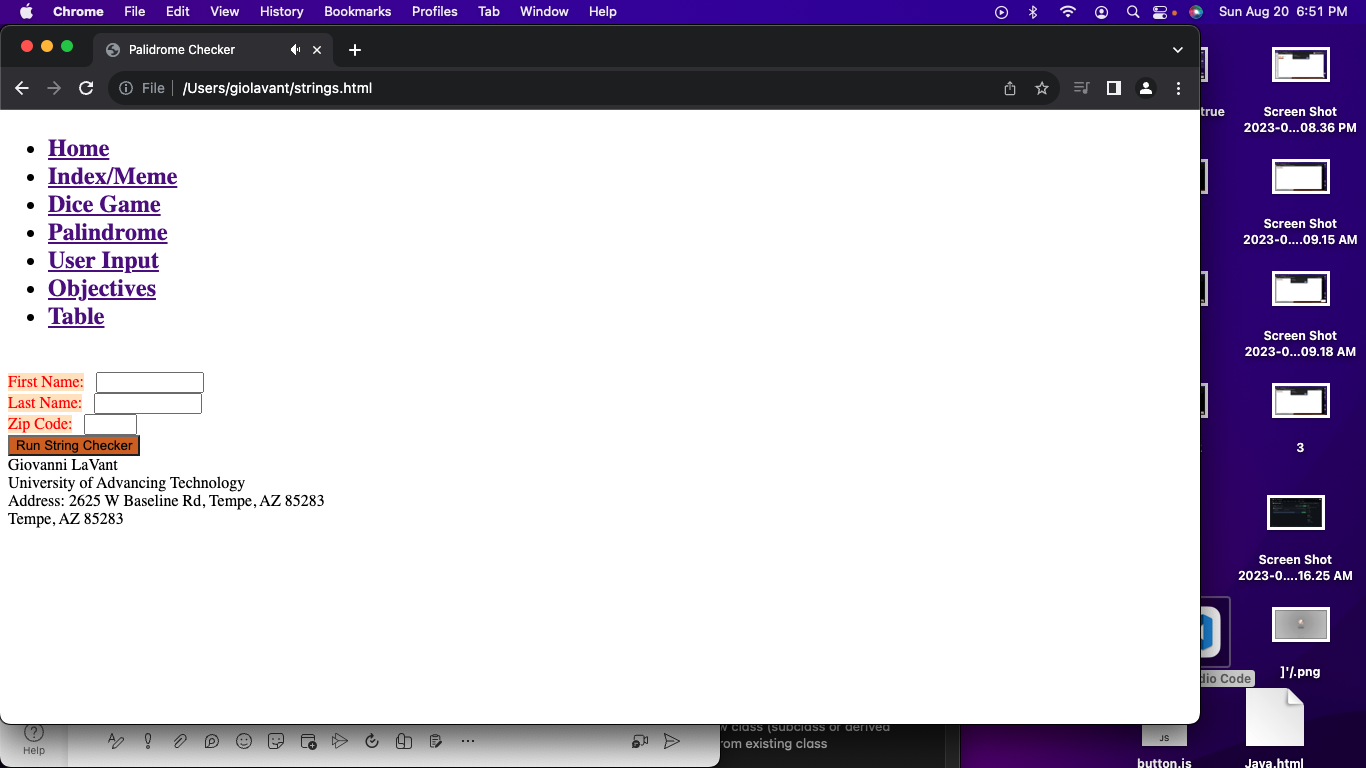 Chrome File Edit View History Bookmarks Profiles Tab Window Help Sun Aug 20 6:51 PM
Palidrome Checker
File /Users/giolavant/strings.html
Home
Index/Meme
Dice Game
Palindrome
User Input
Objectives
Table
First Name:
Last Name:
Zip Code:
Run String Checker
Giovanni LaVant
University of Advancing Technology
Address: 2625 W Baseline Rd, Tempe, AZ 85283
Tempe, AZ 85283
true
Screen Shot
2023-0...08.36 PM
Screen Shot
2023-0....09.15 AM
Screen Shot
2023-0...09.18 AM
3
Screen Shot
2023-0....16.25 AM
dio Code
]'/.png
Help
class (subclass or derived
from existing class
JS
button.js
Java.html